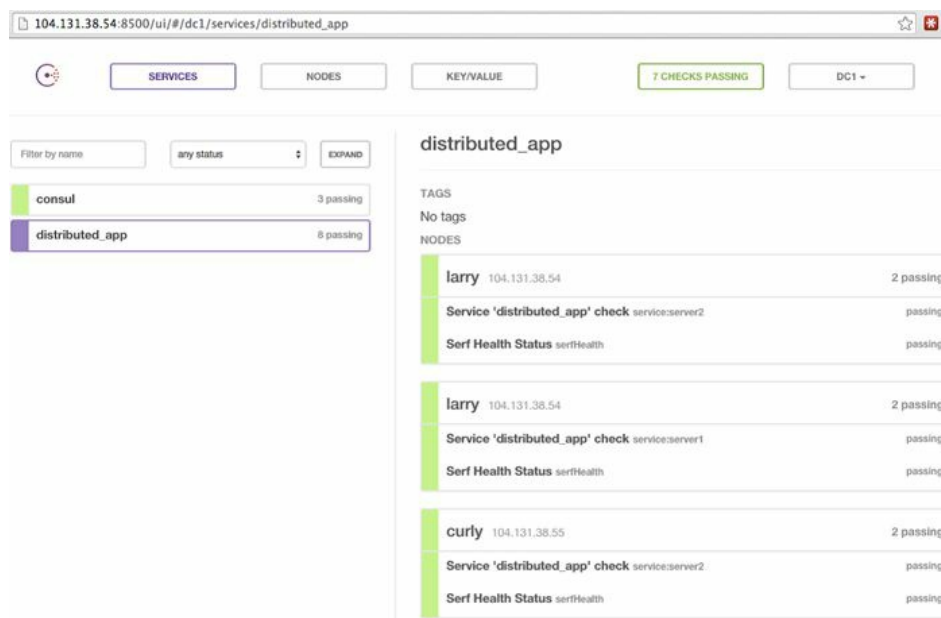 104.131.38.54:8500/ui/#/dc1/services/distributed_app
SERVICES NODES KEY/VALUE 7 CHECKS PASSING DC1
Filter by name any status EXPAND
consul 3 passing
distributed_app 8 passing
distributed_app
TAGS
No tags
NODES
larry 104.131.38.54 2 passing
Service 'distributed_app' check service:server2 passing
Serf Health Status serfHealth passing
larry 104.131.38.54 2 passing
Service 'distributed_app' check service:server1 passing
Serf Health Status serfHealth passing
curly 104.131.38.55 2 passing
Service 'distributed_app' check service:server2 passing
Serf Health Status serfHealth passing